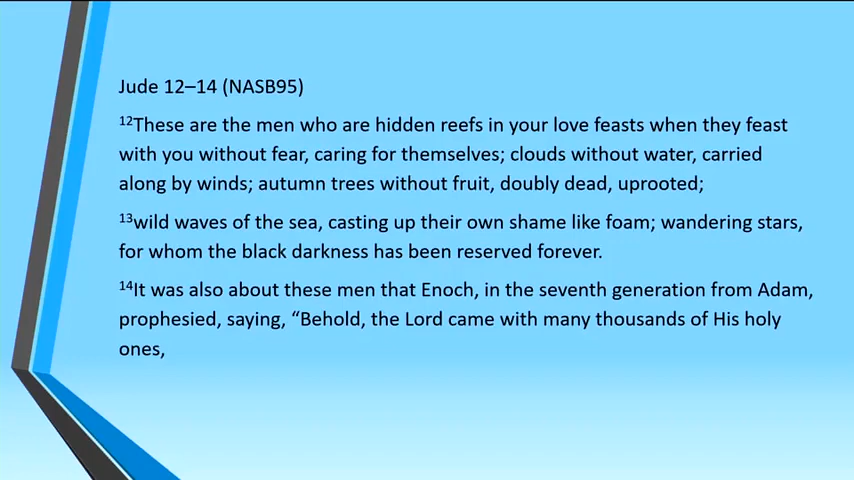 Jude 12–14 (NASB95)
¹²These are the men who are hidden reefs in your love feasts when they feast
with you without fear, caring for themselves; clouds without water, carried
along by winds; autumn trees without fruit, doubly dead, uprooted;
¹³wild waves of the sea, casting up their own shame like foam; wandering stars,
for whom the black darkness has been reserved forever.
¹⁴It was also about these men that Enoch, in the seventh generation from Adam,
prophesied, saying, “Behold, the Lord came with many thousands of His holy
ones,